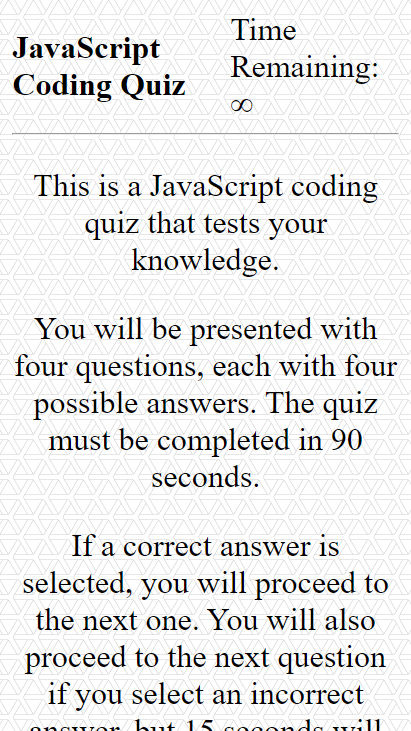 JavaScript
Coding Quiz
Time
Remaining:
∞
This is a JavaScript coding
quiz that tests your
knowledge.
You will be presented with
four questions, each with four
possible answers. The quiz
must be completed in 90
seconds.
If a correct answer is
selected, you will proceed to
the next one. You will also
proceed to the next question
if you select an incorrect
answer, but 15 seconds will